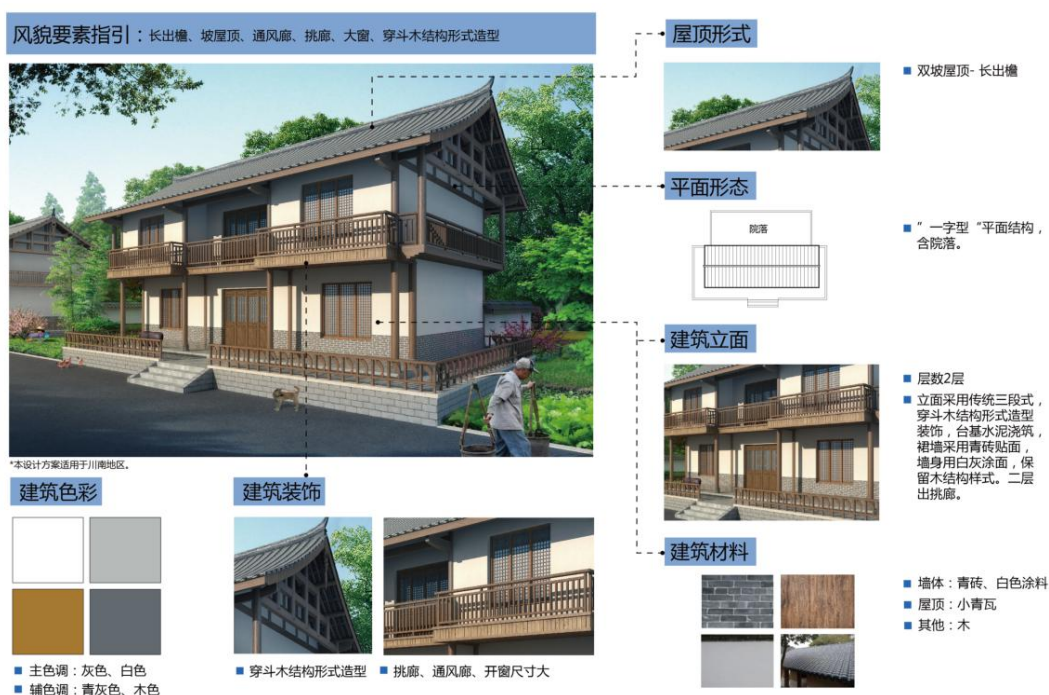 风貌要素指引：长出檐、坡屋顶、通风廊、挑廊、大窗、穿斗木结构形式造型
*本设计方案适用于川南地区。
屋顶形式
双坡屋顶-长出檐
平面形态
院落
”一字型“平面结构，
含院落。
建筑立面
层数2层
立面采用传统三段式，
穿斗木结构形式造型
装饰，台基水泥浇筑，
裙墙采用青砖贴面，
墙身用白灰涂面，保
留木结构样式。二层
出挑廊。
建筑色彩
主色调：灰色、白色
辅色调：青灰色、木色
建筑装饰
穿斗木结构形式造型
挑廊、通风廊、开窗尺寸大
建筑材料
墙体：青砖、白色涂料
屋顶：小青瓦
其他：木